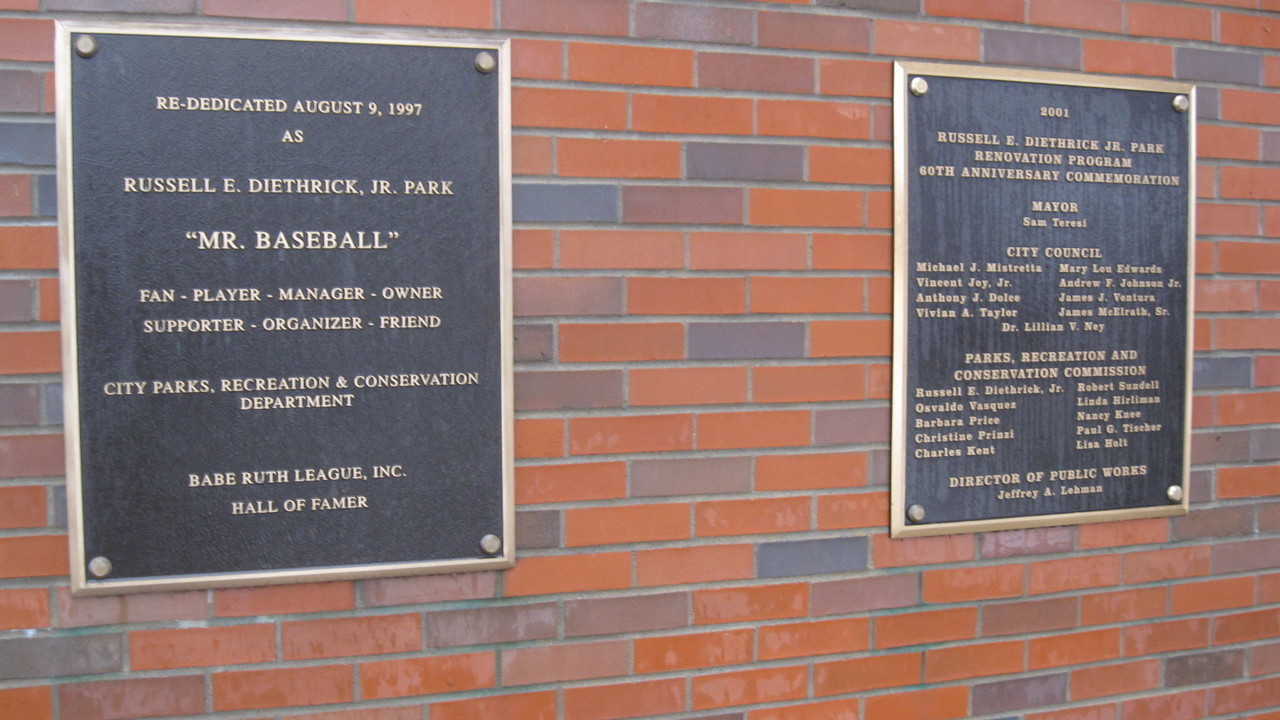 RE-DEDICATED AUGUST 9, 1997
AS
RUSSELL E. DIETHRICK, JR. PARK
“MR. BASEBALL”
FAN - PLAYER - MANAGER - OWNER
SUPPORTER - ORGANIZER - FRIEND
CITY PARKS, RECREATION & CONSERVATION
DEPARTMENT
BABE RUTH LEAGUE, INC.
HALL OF FAMER
2001
RUSSELL E. DIETHRICK JR. PARK
RENOVATION PROGRAM
60TH ANNIVERSARY COMMEMORATION
MAYOR
Sam Teresi
CITY COUNCIL
Michael J. Mistretta Mary Lou Edwards
Vincent Joy, Jr. Andrew F. Johnson Jr.
Anthony J. Dolce James J. Ventura
Vivian A. Taylor James McElrath, Sr.
Dr. Lillian V. Ney
PARKS, RECREATION AND
CONSERVATION COMMISSION
Russell E. Diethrick, Jr. Robert Sundell
Osvaldo Vasquez Linda Hirliman
Barbara Price Nancy Knee
Christine Prinzi Paul G. Tischer
Charles Kent Lisa Holt
DIRECTOR OF PUBLIC WORKS
Jeffrey A. Lehman